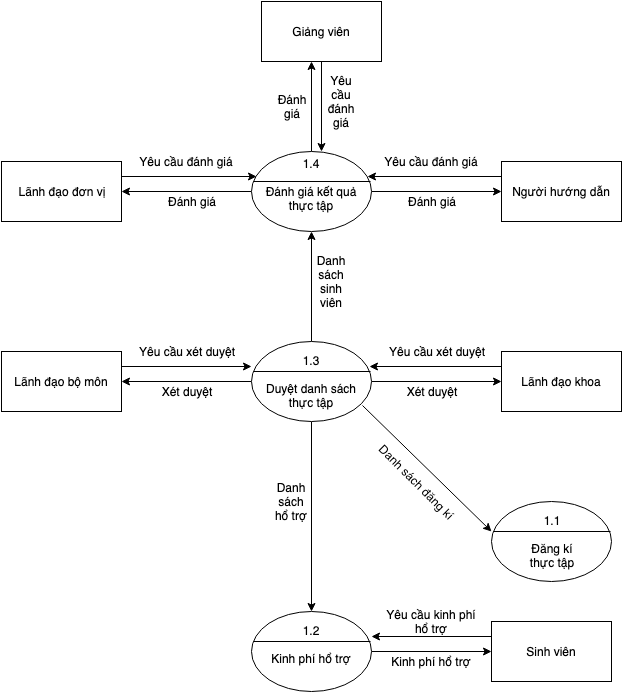 Giảng viên
Đánh
giá
Yêu
cầu
đánh
giá
1.4
Đánh giá kết quả
thực tập
Lãnh đạo đơn vị
Yêu cầu đánh giá
Đánh giá
Yêu cầu đánh giá
Đánh giá
Người hướng dẫn
Danh
sách
sinh
viên
1.3
Duyệt danh sách
thực tập
Lãnh đạo bộ môn
Yêu cầu xét duyệt
Xét duyệt
Yêu cầu xét duyệt
Xét duyệt
Lãnh đạo khoa
Danh sách đăng kí
Danh
sách
hổ trợ
1.1
Đăng kí
thực tập
1.2
Kinh phí hổ trợ
Yêu cầu kinh phí
hổ trợ
Kinh phí hổ trợ
Sinh viên